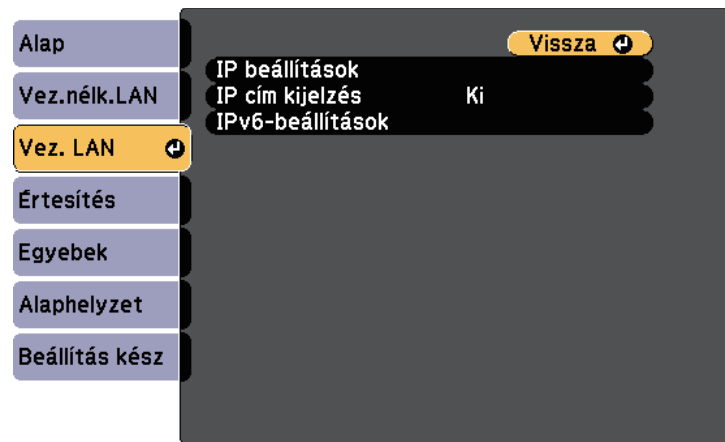 Alap
Vez.nélk.LAN
Vez. LAN
Értesítés
Egyebek
Alaphelyzet
Beállítás kész
Vissza
IP beállítások
IP cím kijelzés Ki
IPv6-beállítások